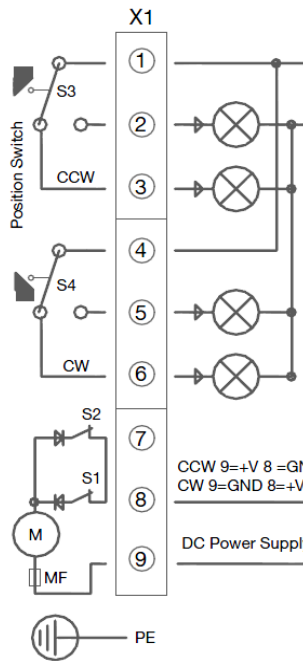 X1
1
S3
Position Switch
2
CCW
3
4
S4
5
CW
6
S2
7
CCW 9=+V 8 =GN
CW 9=GND 8=+V
S1
8
M
9
DC Power Supply
MF
PE